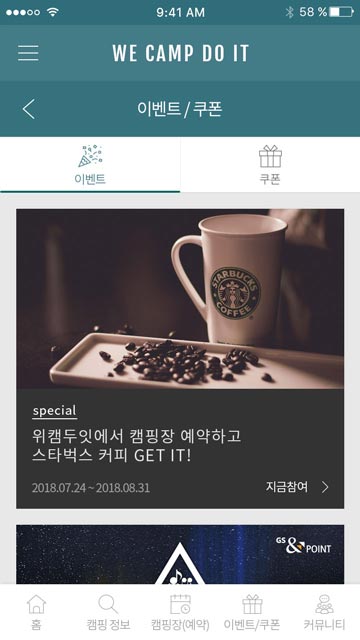 9:41 AM
58 %
WE CAMP DO IT
이벤트 / 쿠폰
이벤트
쿠폰
STARBUCKS
COFFEE
special
위캠두잇에서 캠핑장 예약하고
스타벅스 커피 GET IT!
2018.07.24 ~ 2018.08.31
지금참여
GS & POINT
홈
캠핑 정보
캠핑장(예약)
이벤트/쿠폰
커뮤니티